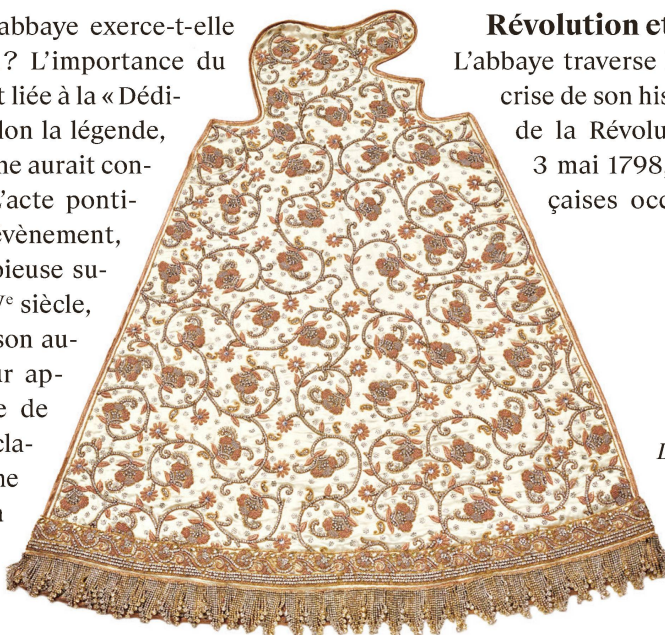 abbaye exerce-t-elle
? L'importance du
t liée à la « Dédi-
lon la légende,
ne aurait con-
L'acte ponti-
évènement,
pieuse su-
Vᵉ siècle,
son au-
ur ap-
e de
cla-
ne
Révolution et
L'abbaye traverse
crise de son his
de la Révolu
3 mai 1798,
çaises occ